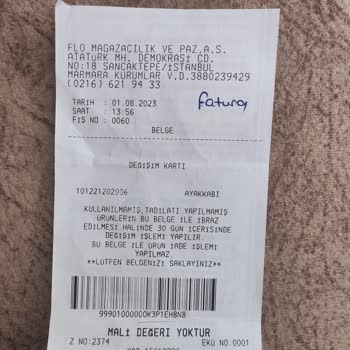 FLO MAĞAZACILIK VE PAZ.A.S.
ATATÜRK MH. DEMOKRASİ CD.
NO:18 SANCAKTEPE/İSTANBUL
MARMARA KURUMLAR V.D.3880239429
(0216) 621 94 33
TARİH : 01.08.2023
Fatura
SAAT : 13:56
FİŞ NO : 0060
BELGE
DEĞİŞİM KARTI
101221202006 AYAKKABI
KULLANILMAMIŞ,TADİLATI YAPILMAMIŞ
ÜRÜNLERİN BU BELGE İLE İBRAZ
EDİLMESİ HALİNDE 30 GÜN İÇERİSİNDE
DEĞİŞİM İŞLEMİ YAPILIR
BU BELGE İLE ÜRÜN İADE İŞLEMİ
YAPILMAZ.
**LÜTFEN BELGENİZİ SAKLAYINIZ**
99901000000K3P1EH8N8
MALİ DEĞERİ YOKTUR
Z NO:2374 EKÜ NO:0001